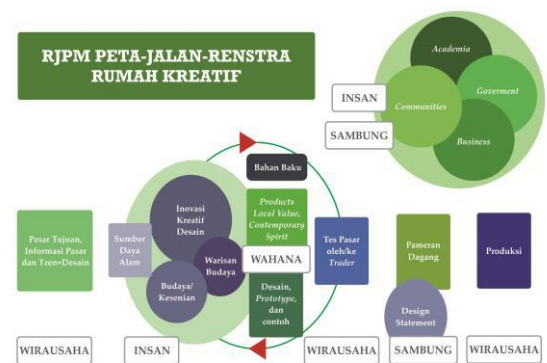 RJPM PETA-JALAN-RENSTRA
RUMAH KREATIF
Academia
Goverment
Communities
Business
INSAN
SAMBUNG
Bahan Baku
Inovasi
Kreatif
Desain
Products
Local Value,
Contemporary
Spirit
Pasar Tujuan,
Informasi Pasar
dan Tren+Desain
Sumber
Daya
Alam
Warisan
Budaya
WAHANA
Budaya/
Kesenian
Desain,
Prototype,
dan
contoh
Tes Pasar
oleh/ke
Trader
Pameran
Dagang
Produksi
Design
Statement
WIRAUSAHA
INSAN
WIRAUSAHA
SAMBUNG
WIRAUSAHA